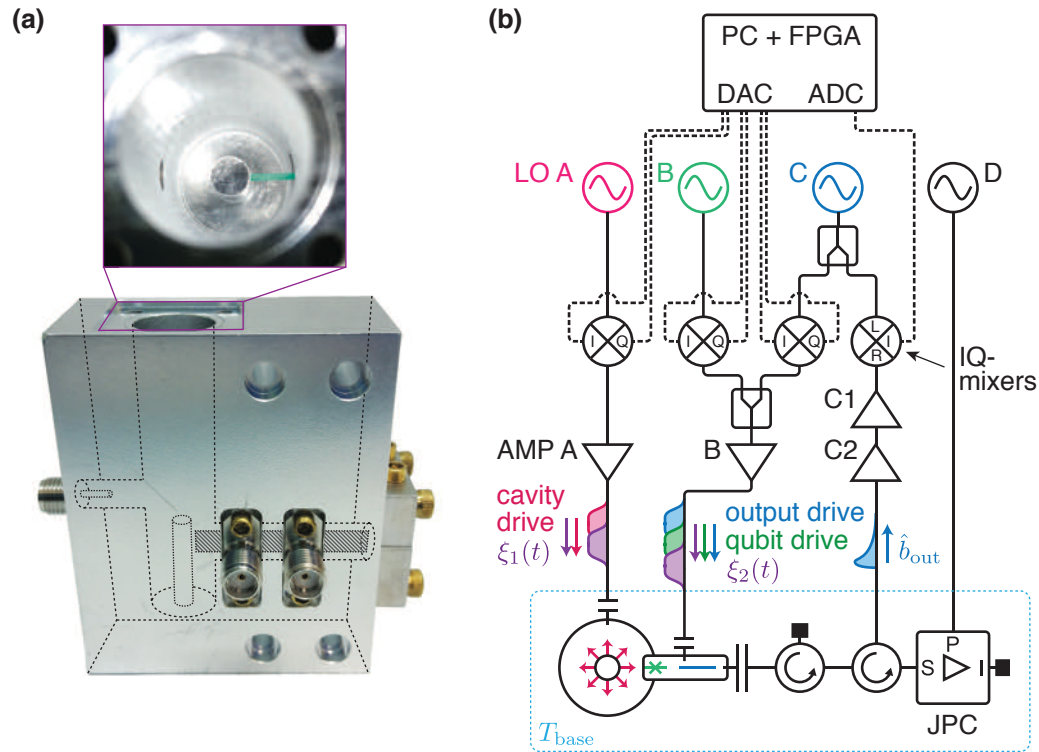 (a)
(b)
PC + FPGA
DAC ADC
LO A
B
C
D
I Q
I Q
I Q
L
I
R
IQ-
mixers
C1
AMP A
B
C2
cavity
drive
ξ₁(t)
output drive
qubit drive
ξ₂(t)
b̂out
P
S
I
JPC
Tbase